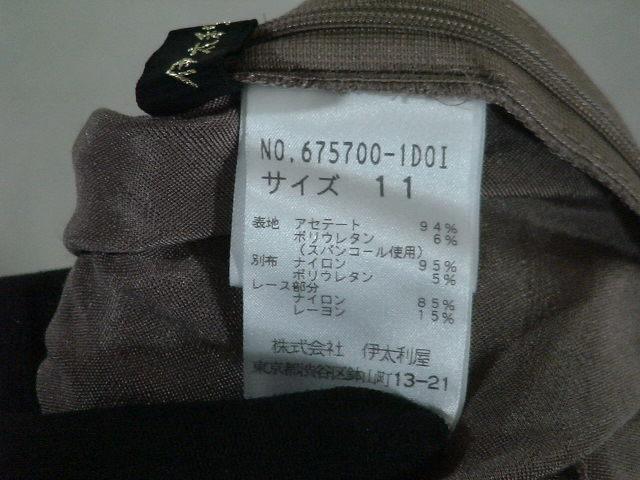 NO.675700-1D0I
サイズ 11
表地 アセテート 94%
ポリウレタン 6%
(スパンコール使用)
別布 ナイロン 95%
ポリウレタン 5%
レース部分
ナイロン 85%
レーヨン 15%
株式会社 伊太利屋
東京都渋谷区鉢山町13-21